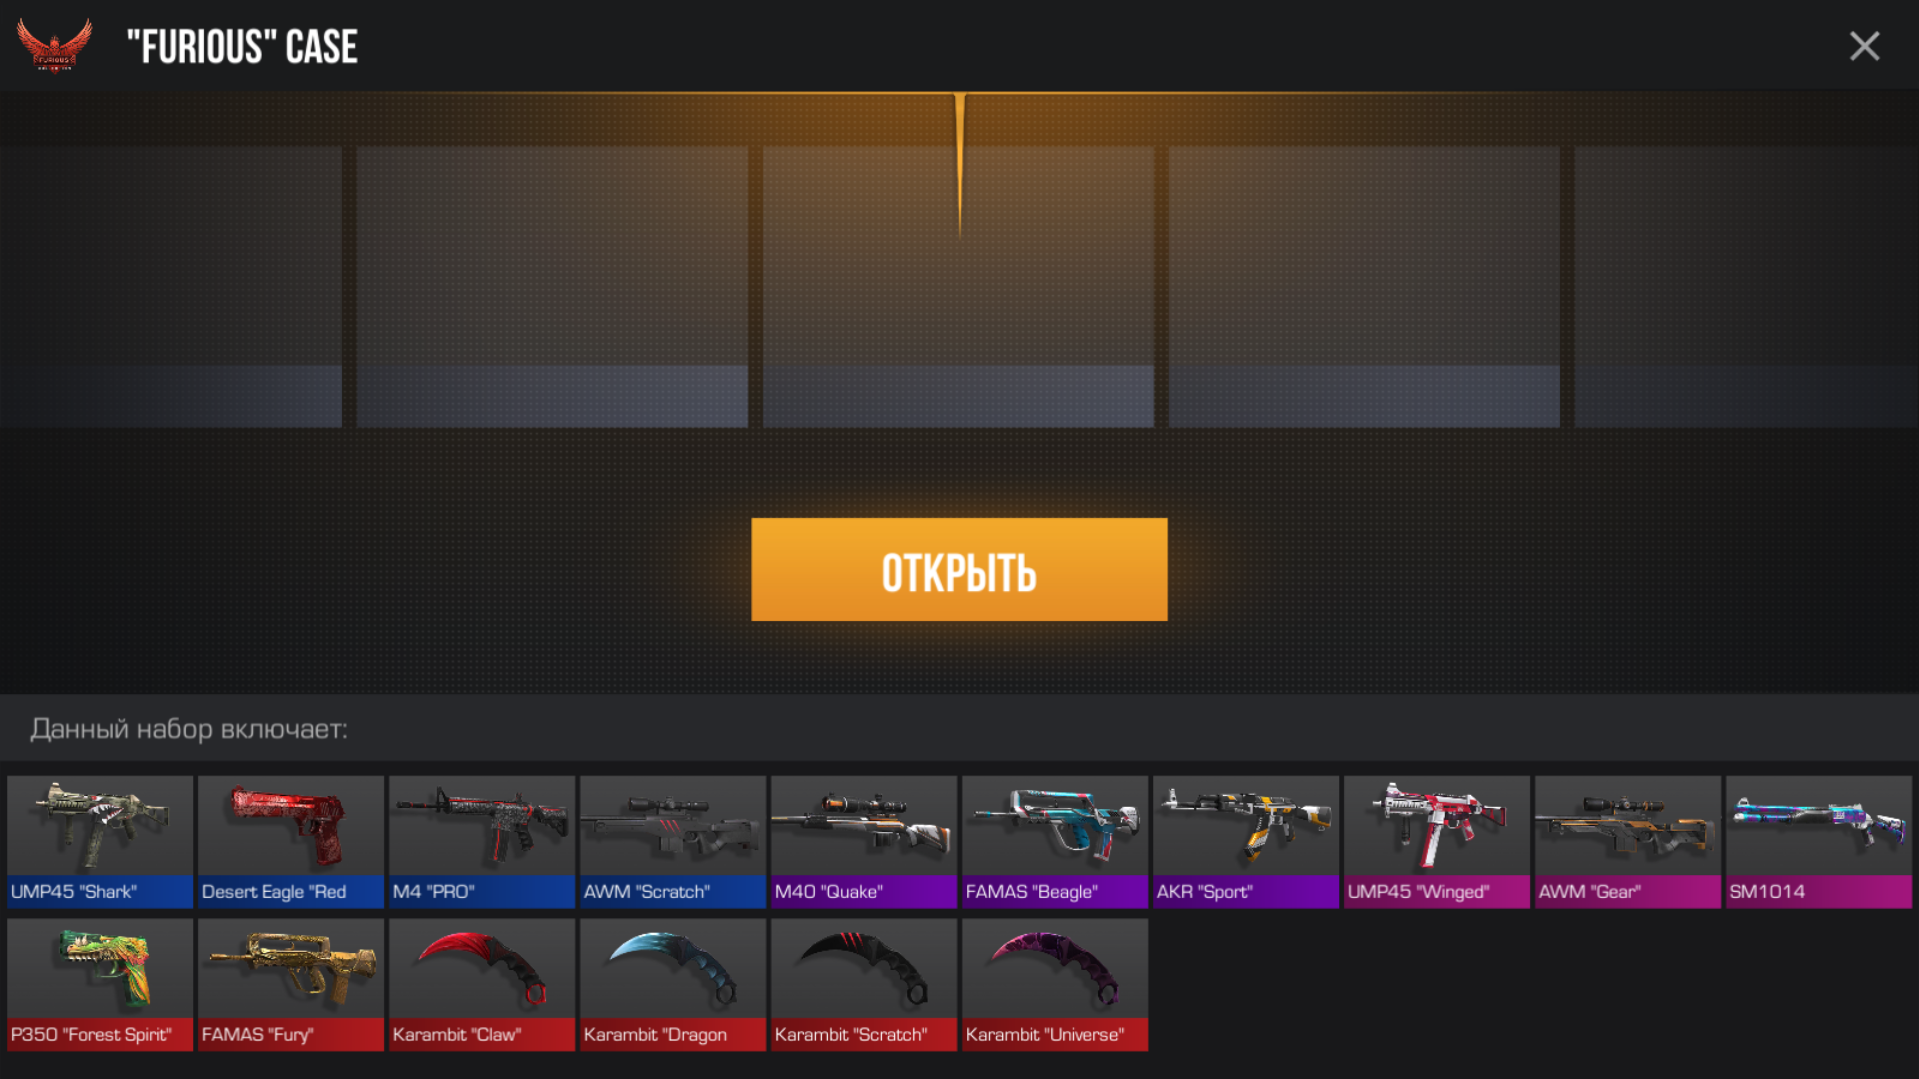 FURIOUS
"FURIOUS" CASE
ОТКРЫТЬ
Данный набор включает:
UMP45 "Shark"
Desert Eagle "Red
M4 "PRO"
AWM "Scratch"
M40 "Quake"
FAMAS "Beagle"
AKR "Sport"
UMP45 "Winged"
AWM "Gear"
SM1014
P350 "Forest Spirit"
FAMAS "Fury"
Karambit "Claw"
Karambit "Dragon
Karambit "Scratch"
Karambit "Universe"